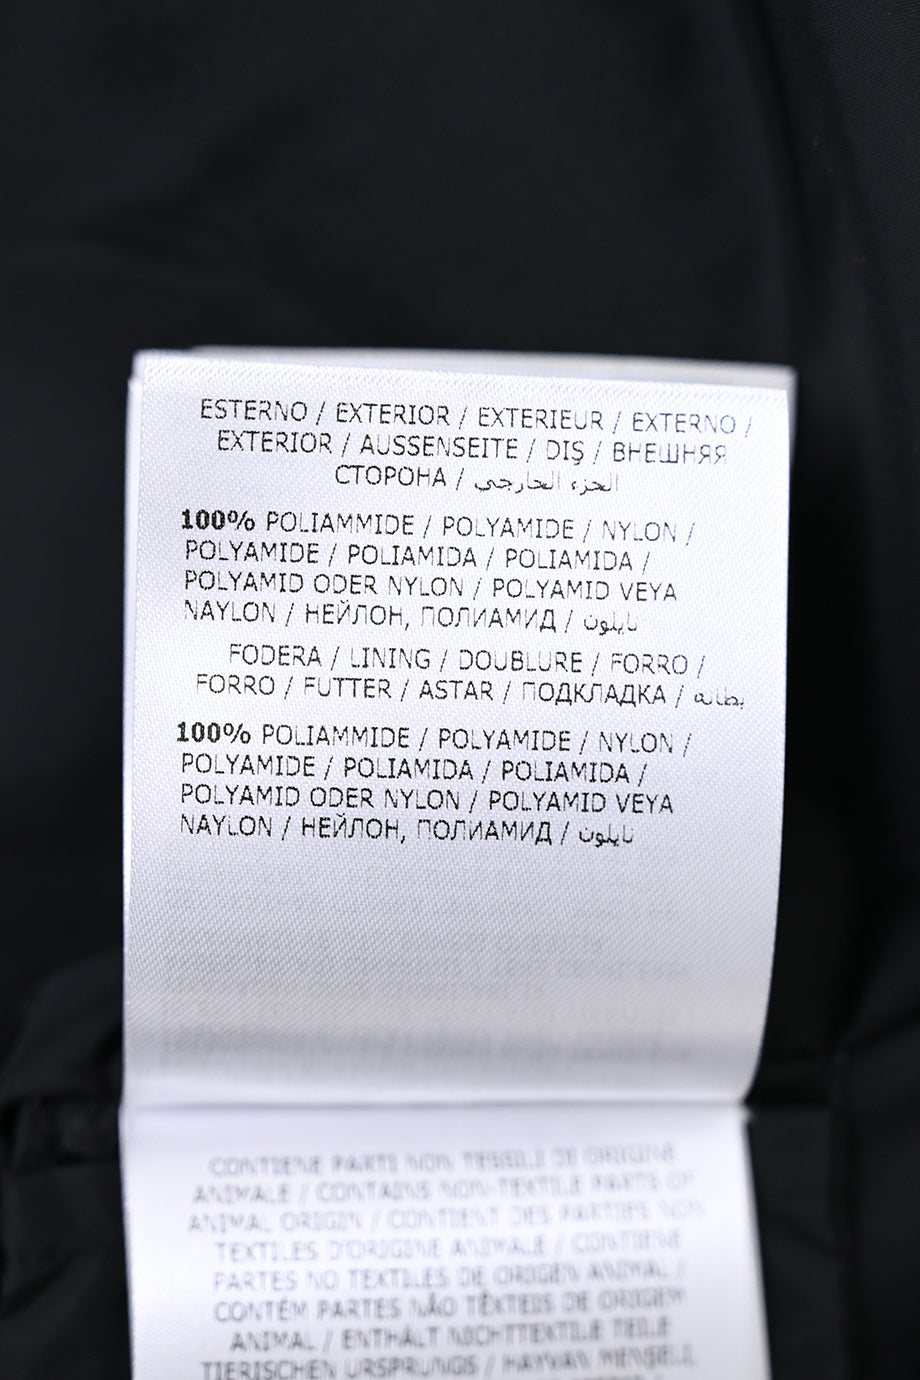 ESTERNO / EXTERIOR / EXTERIEUR / EXTERNO /
EXTERIOR / AUSSENSEITE / DIŞ / ВНЕШНЯЯ
СТОРОНА / الجزء الخارجي
100% POLIAMMIDE / POLYAMIDE / NYLON /
POLYAMIDE / POLIAMIDA / POLIAMIDA /
POLYAMID ODER NYLON / POLYAMID VEYA
NAYLON / НЕЙЛОН, ПОЛИАМИД / نايلون
FODERA / LINING / DOUBLURE / FORRO /
FORRO / FUTTER / ASTAR / ПОДКЛАДКА / بطانه
100% POLIAMMIDE / POLYAMIDE / NYLON /
POLYAMIDE / POLIAMIDA / POLIAMIDA /
POLYAMID ODER NYLON / POLYAMID VEYA
NAYLON / НЕЙЛОН, ПОЛИАМИД / نايلون
CONTIENE PARTI NON TESSILI DI ORIGINE
ANIMALE / CONTAINS NON-TEXTILE PARTS OF
ANIMAL ORIGIN / CONTIENT DES PARTIES NON
TEXTILES D'ORIGINE ANIMALE / CONTIENE
PARTES NO TEXTILES DE ORIGEN ANIMAL /
CONTÉM PARTES NÃO TÊXTEIS DE ORIGEM
ANIMAL / ENTHÄLT NICHTTEXTILE TEILE
TIERISCHEN URSPRUNGS / HAYVAN MENŞELİ